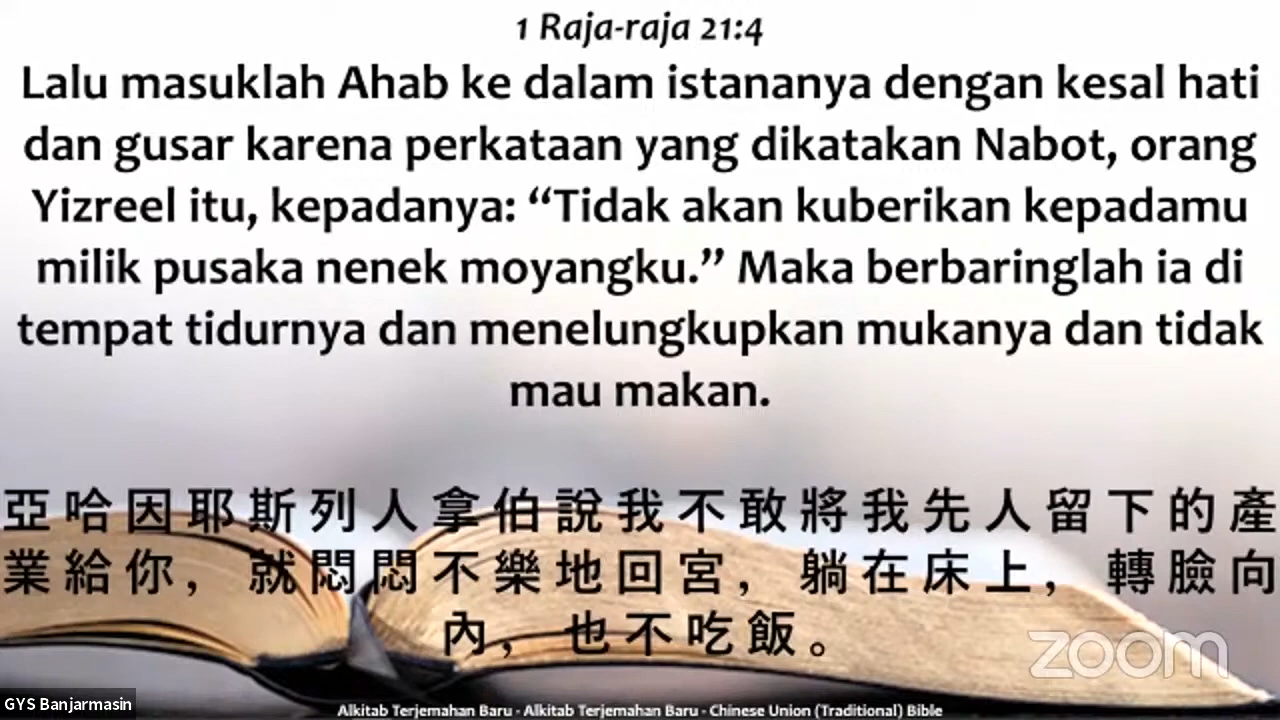 1 Raja-raja 21:4
Lalu masuklah Ahab ke dalam istananya dengan kesal hati
dan gusar karena perkataan yang dikatakan Nabot, orang
Yizreel itu, kepadanya: “Tidak akan kuberikan kepadamu
milik pusaka nenek moyangku.” Maka berbaringlah ia di
tempat tidurnya dan menelungkupkan mukanya dan tidak
mau makan.
亞哈因耶斯列人拿伯說我不敢將我先人留下的產
業給你，就悶悶不樂地回宮，躺在床上，轉臉向
內，也不吃飯。
zoom
GYS Banjarmasin
Alkitab Terjemahan Baru - Alkitab Terjemahan Baru - Chinese Union (Traditional) Bible